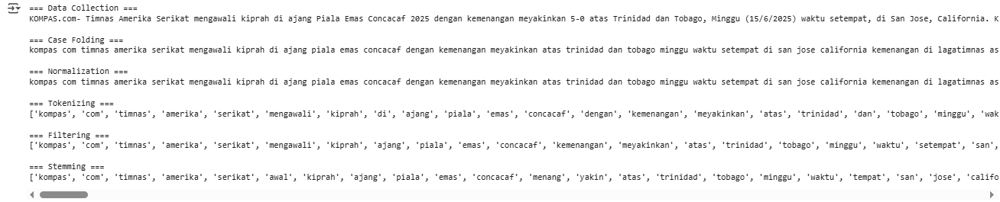 === Data Collection ===
KOMPAS.com- Timnas Amerika Serikat mengawali kiprah di ajang Piala Emas Concacaf 2025 dengan kemenangan meyakinkan 5-0 atas Trinidad dan Tobago, Minggu (15/6/2025) waktu setempat, di San Jose, California. K
=== Case Folding ===
kompas com timnas amerika serikat mengawali kiprah di ajang piala emas concacaf dengan kemenangan meyakinkan atas trinidad dan tobago minggu waktu setempat di san jose california kemenangan di lagatimnas as
=== Normalization ===
kompas com timnas amerika serikat mengawali kiprah di ajang piala emas concacaf dengan kemenangan meyakinkan atas trinidad dan tobago minggu waktu setempat di san jose california kemenangan di lagatimnas as
=== Tokenizing ===
['kompas', 'com', 'timnas', 'amerika', 'serikat', 'mengawali', 'kiprah', 'di', 'ajang', 'piala', 'emas', 'concacaf', 'dengan', 'kemenangan', 'meyakinkan', 'atas', 'trinidad', 'dan', 'tobago', 'minggu', 'wak
=== Filtering ===
['kompas', 'com', 'timnas', 'amerika', 'serikat', 'mengawali', 'kiprah', 'ajang', 'piala', 'emas', 'concacaf', 'kemenangan', 'meyakinkan', 'atas', 'trinidad', 'tobago', 'minggu', 'waktu', 'setempat', 'san',
=== Stemming ===
['kompas', 'com', 'timnas', 'amerika', 'serikat', 'awal', 'kiprah', 'ajang', 'piala', 'emas', 'concacaf', 'menang', 'yakin', 'atas', 'trinidad', 'tobago', 'minggu', 'waktu', 'tempat', 'san', 'jose', 'califo